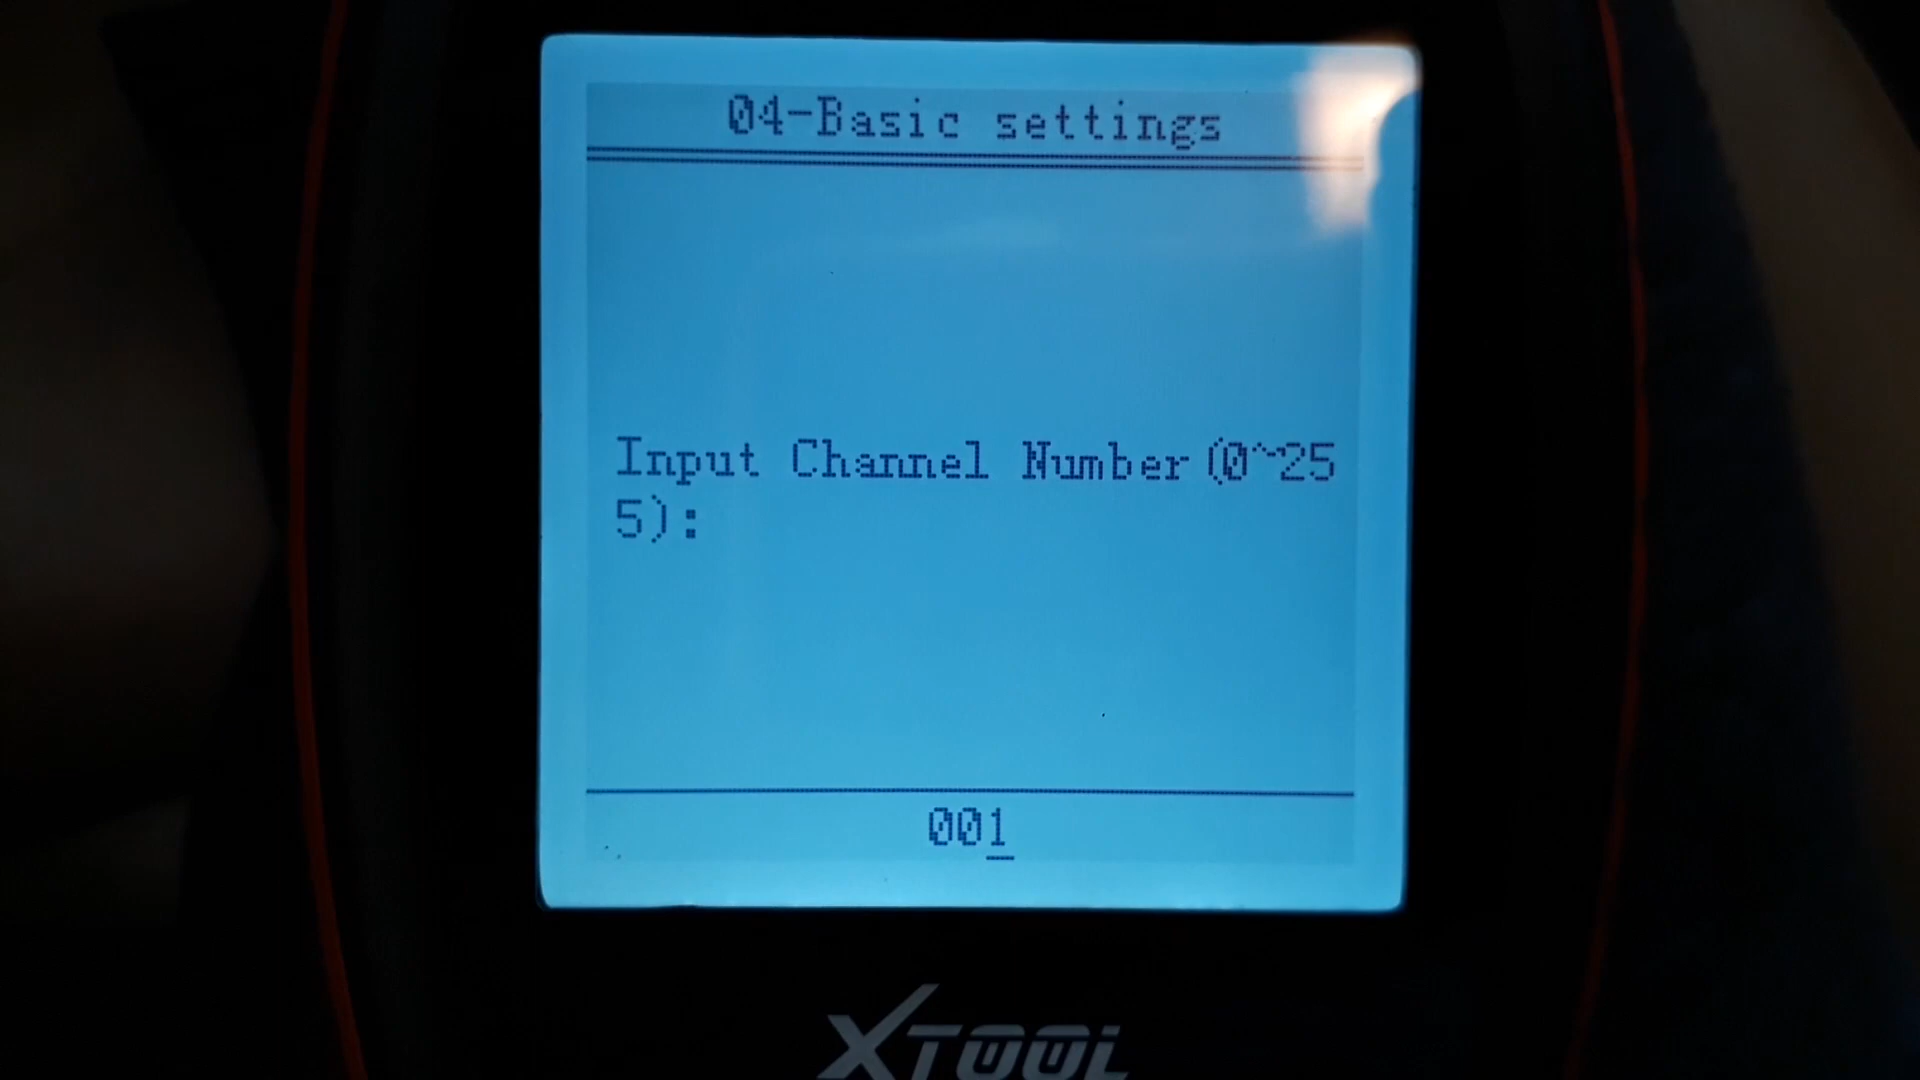 04-Basic settings
Input Channel Number(0~25
5):
001
XTOOL